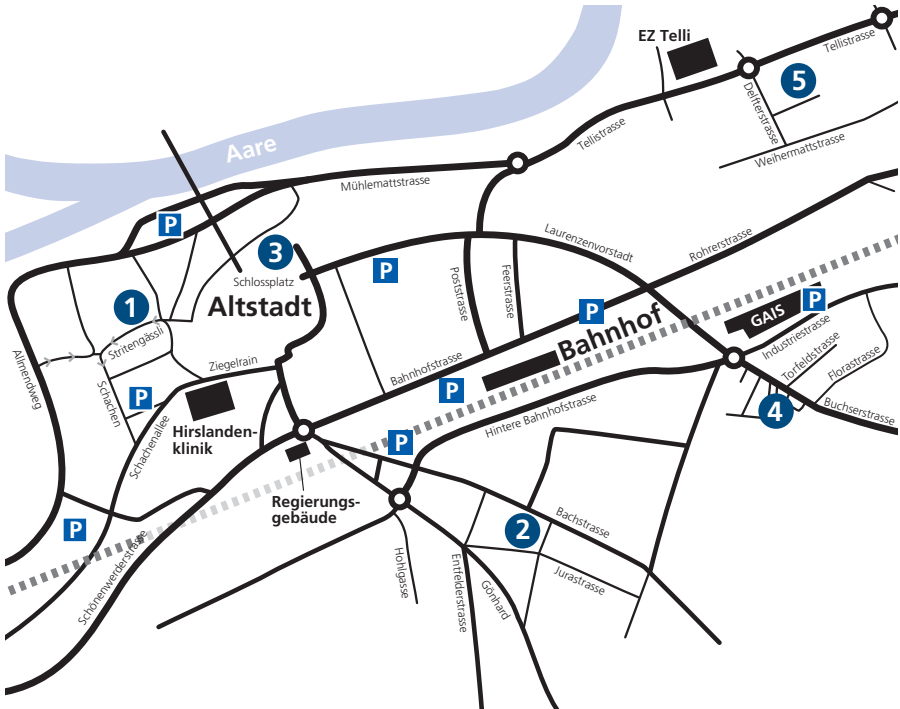 EZ Telli
Tellistrasse
5
Delfterstrasse
Tellistrasse
Weihermattstrasse
Aare
Mühlemattstrasse
P
Laurenzenvorstadt
Rohrerstrasse
3
Schlossplatz
P
Poststrasse
Feerstrasse
1
Altstadt
P
Bahnhof
GAIS
P
Industriestrasse
Stritengässli
Allmendweg
Ziegelrain
Bahnhofstrasse
Torfeldstrasse
Florastrasse
Schachen
P
P
Hintere Bahnhofstrasse
4
Buchserstrasse
Schachenallee
Hirslanden-
klinik
P
Regierungs-
gebäude
P
2
Bachstrasse
Schönenwerderstrasse
Hohlgasse
Entfelderstrasse
Gönhard
Jurastrasse